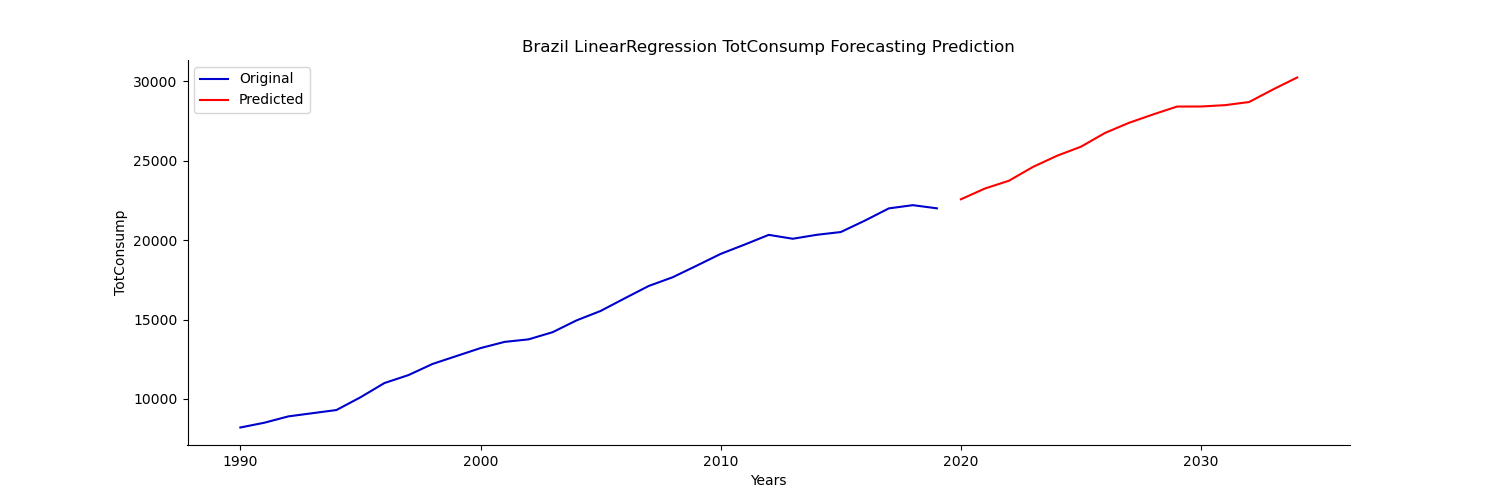 Brazil LinearRegression TotConsump Forecasting Prediction
Original
Predicted
30000
25000
20000
15000
10000
TotConsump
1990 2000 2010 2020 2030
Years